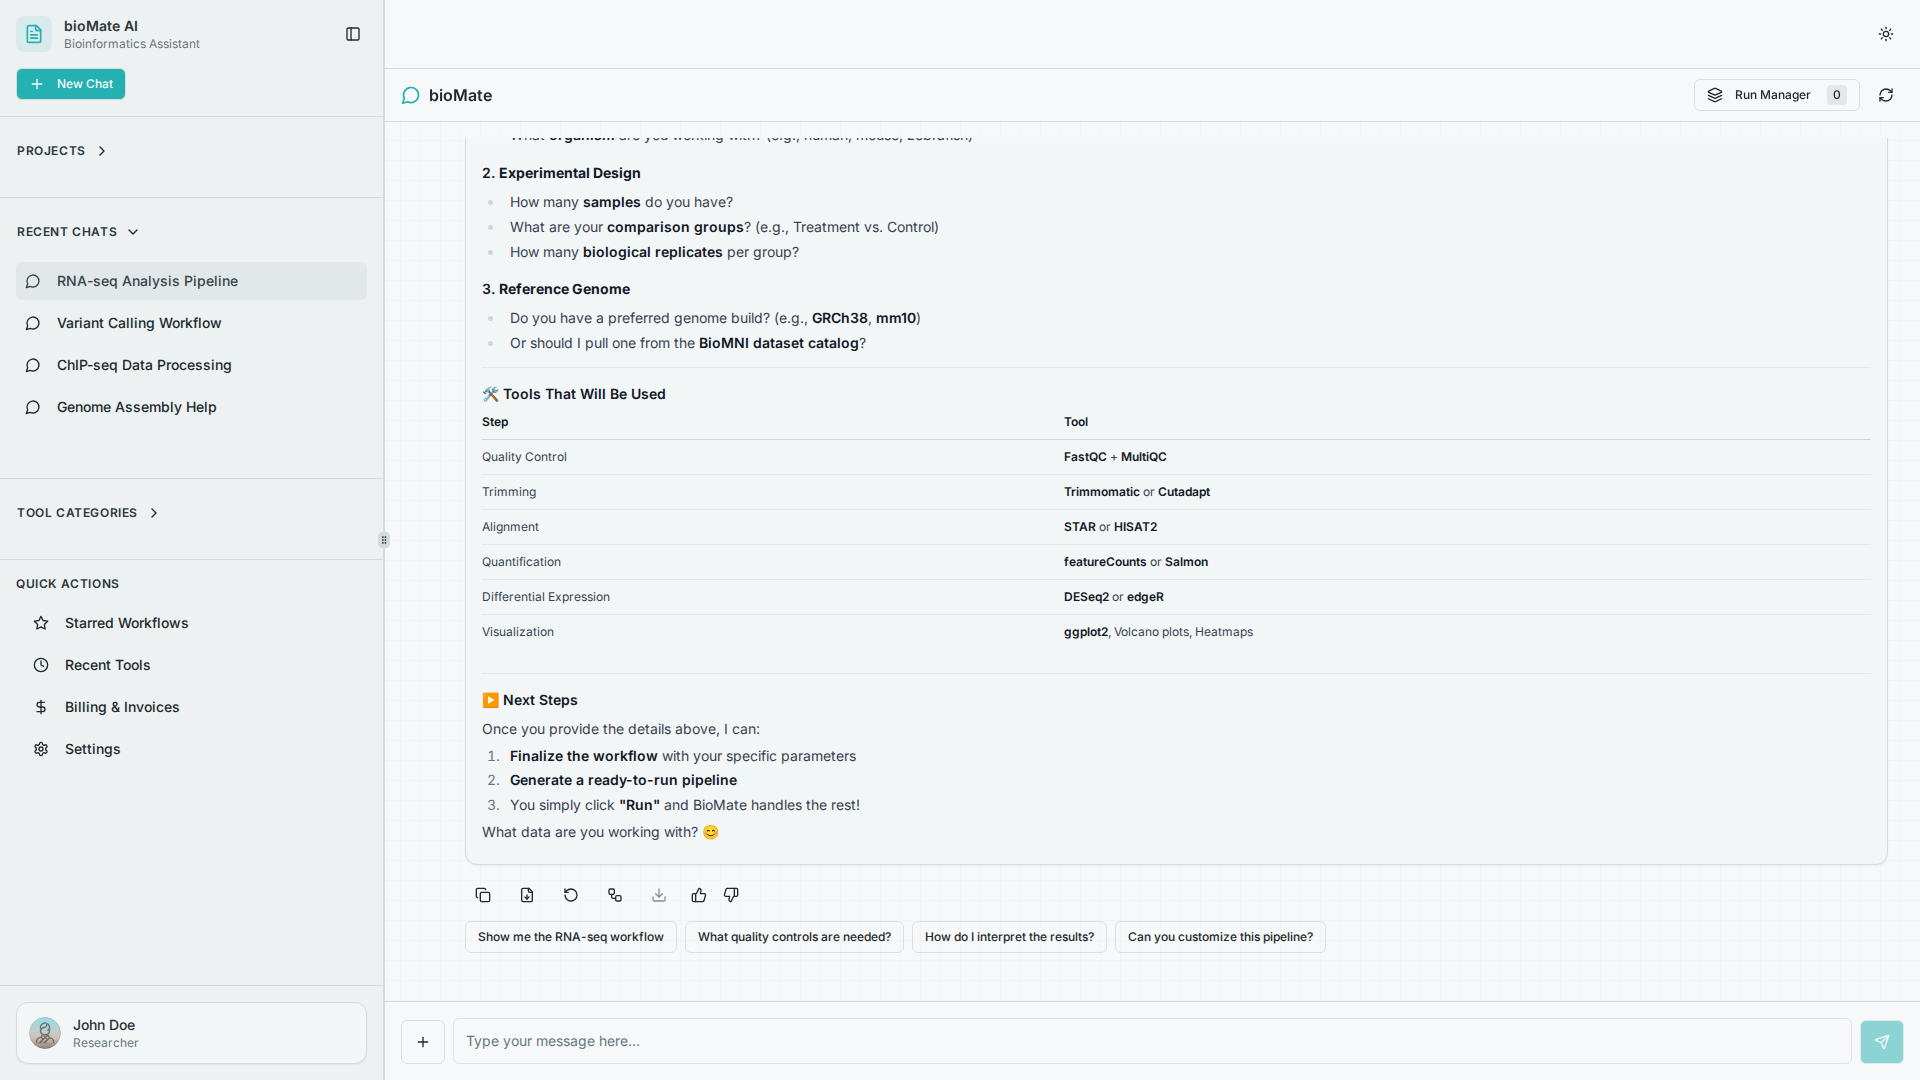 bioMate AI
Bioinformatics Assistant
New Chat
PROJECTS
RECENT CHATS
RNA-seq Analysis Pipeline
Variant Calling Workflow
ChIP-seq Data Processing
Genome Assembly Help
TOOL CATEGORIES
QUICK ACTIONS
Starred Workflows
Recent Tools
Billing & Invoices
Settings
John Doe
Researcher
bioMate
Run Manager 0
What organism are you working with? (e.g., human, mouse, zebrafish)
2. Experimental Design
How many samples do you have?
What are your comparison groups? (e.g., Treatment vs. Control)
How many biological replicates per group?
3. Reference Genome
Do you have a preferred genome build? (e.g., GRCh38, mm10)
Or should I pull one from the BioMNI dataset catalog?
🛠️ Tools That Will Be Used
Step Tool
Quality Control FastQC + MultiQC
Trimming Trimmomatic or Cutadapt
Alignment STAR or HISAT2
Quantification featureCounts or Salmon
Differential Expression DESeq2 or edgeR
Visualization ggplot2, Volcano plots, Heatmaps
▶️ Next Steps
Once you provide the details above, I can:
1. Finalize the workflow with your specific parameters
2. Generate a ready-to-run pipeline
3. You simply click "Run" and BioMate handles the rest!
What data are you working with? 😊
Show me the RNA-seq workflow
What quality controls are needed?
How do I interpret the results?
Can you customize this pipeline?
Type your message here...